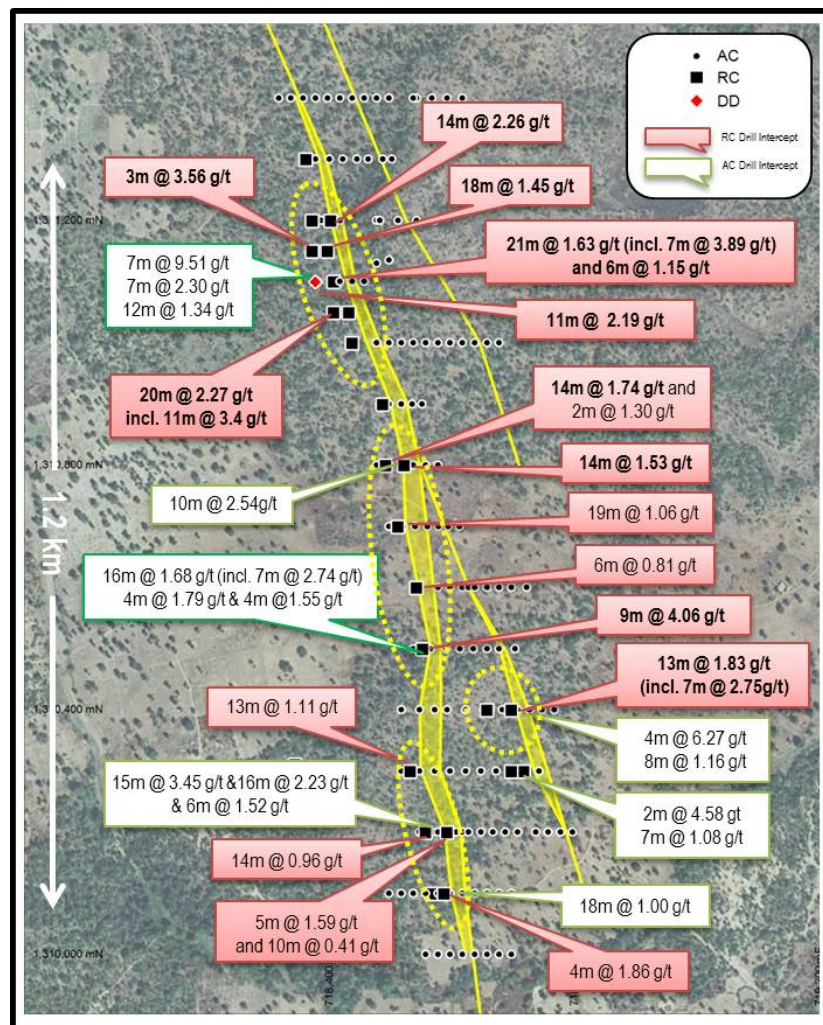 AC
RC
DD
RC Drill Intercept
AC Drill Intercept
14m @ 2.26 g/t
3m @ 3.56 g/t
18m @ 1.45 g/t
7m @ 9.51 g/t
7m @ 2.30 g/t
12m @ 1.34 g/t
21m @ 1.63 g/t (incl. 7m @ 3.89 g/t)
and 6m @ 1.15 g/t
11m @ 2.19 g/t
20m @ 2.27 g/t
incl. 11m @ 3.4 g/t
14m @ 1.74 g/t and
2m @ 1.30 g/t
14m @ 1.53 g/t
10m @ 2.54g/t
19m @ 1.06 g/t
1.2 km
16m @ 1.68 g/t (incl. 7m @ 2.74 g/t)
4m @ 1.79 g/t & 4m @1.55 g/t
6m @ 0.81 g/t
9m @ 4.06 g/t
13m @ 1.83 g/t
(incl. 7m @ 2.75g/t)
13m @ 1.11 g/t
4m @ 6.27 g/t
8m @ 1.16 g/t
15m @ 3.45 g/t &16m @ 2.23 g/t
& 6m @ 1.52 g/t
2m @ 4.58 gt
7m @ 1.08 g/t
14m @ 0.96 g/t
18m @ 1.00 g/t
5m @ 1.59 g/t
and 10m @ 0.41 g/t
4m @ 1.86 g/t
1,310,000 mN